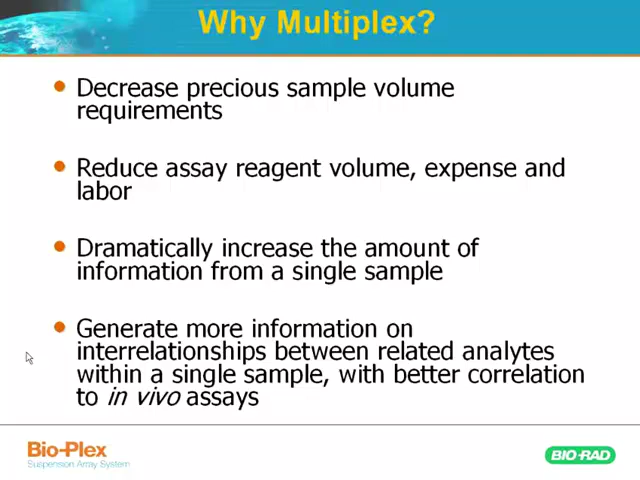 Why Multiplex?
Decrease precious sample volume
requirements
Reduce assay reagent volume, expense and
labor
Dramatically increase the amount of
information from a single sample
Generate more information on
interrelationships between related analytes
within a single sample, with better correlation
to in vivo assays
Bio-Plex
Suspension Array System
BIO-RAD